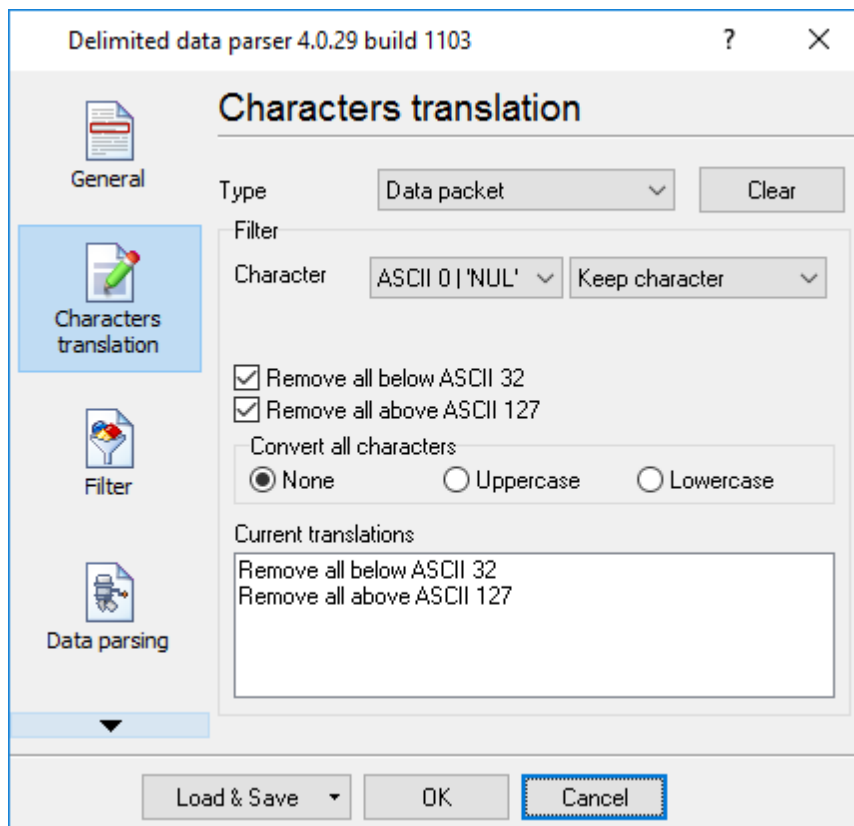 Delimited data parser 4.0.29 build 1103 ?
Characters translation
General
Type Data packet Clear
Filter
Character ASCII 0 | 'NUL' Keep character
Characters
translation
Remove all below ASCII 32
Remove all above ASCII 127
Convert all characters
None Uppercase Lowercase
Filter
Current translations
Remove all below ASCII 32
Remove all above ASCII 127
Data parsing
Load & Save OK Cancel